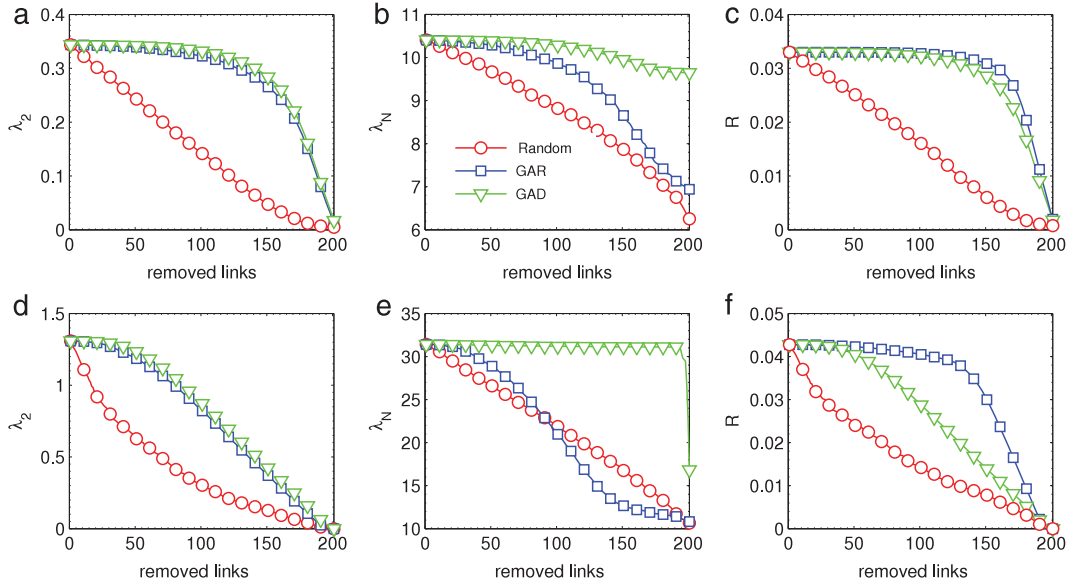 a
0.4
0.3
0.2
0.1
0
λ2
0 50 100 150 200
removed links
b
11
10
9
8
7
6
λN
Random
GAR
GAD
0 50 100 150 200
removed links
c
0.04
0.03
0.02
0.01
0
R
0 50 100 150 200
removed links
d
1.5
1
0.5
0
λ2
0 50 100 150 200
removed links
e
35
30
25
20
15
10
λN
0 50 100 150 200
removed links
f
0.05
0.04
0.03
0.02
0.01
0
R
0 50 100 150 200
removed links